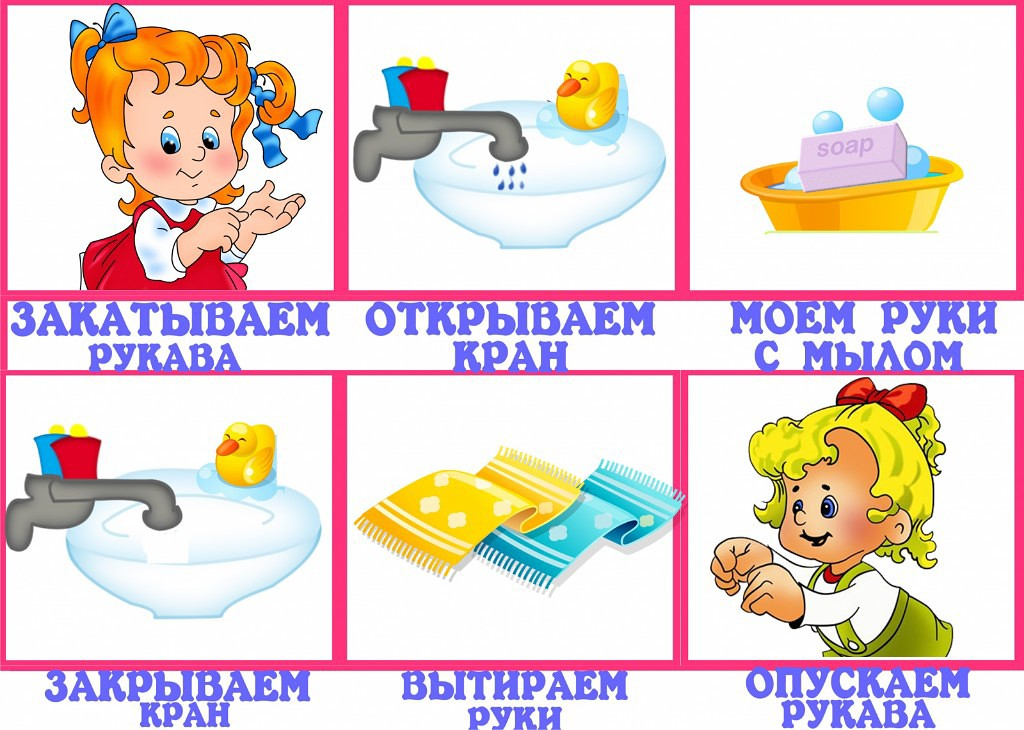 soap
ЗАКАТЫВАЕМ
РУКАВА
ОТКРЫВАЕМ
КРАН
МОЕМ РУКИ
С МЫЛОМ
ЗАКРЫВАЕМ
КРАН
ВЫТИРАЕМ
РУКИ
ОПУСКАЕМ
РУКАВА